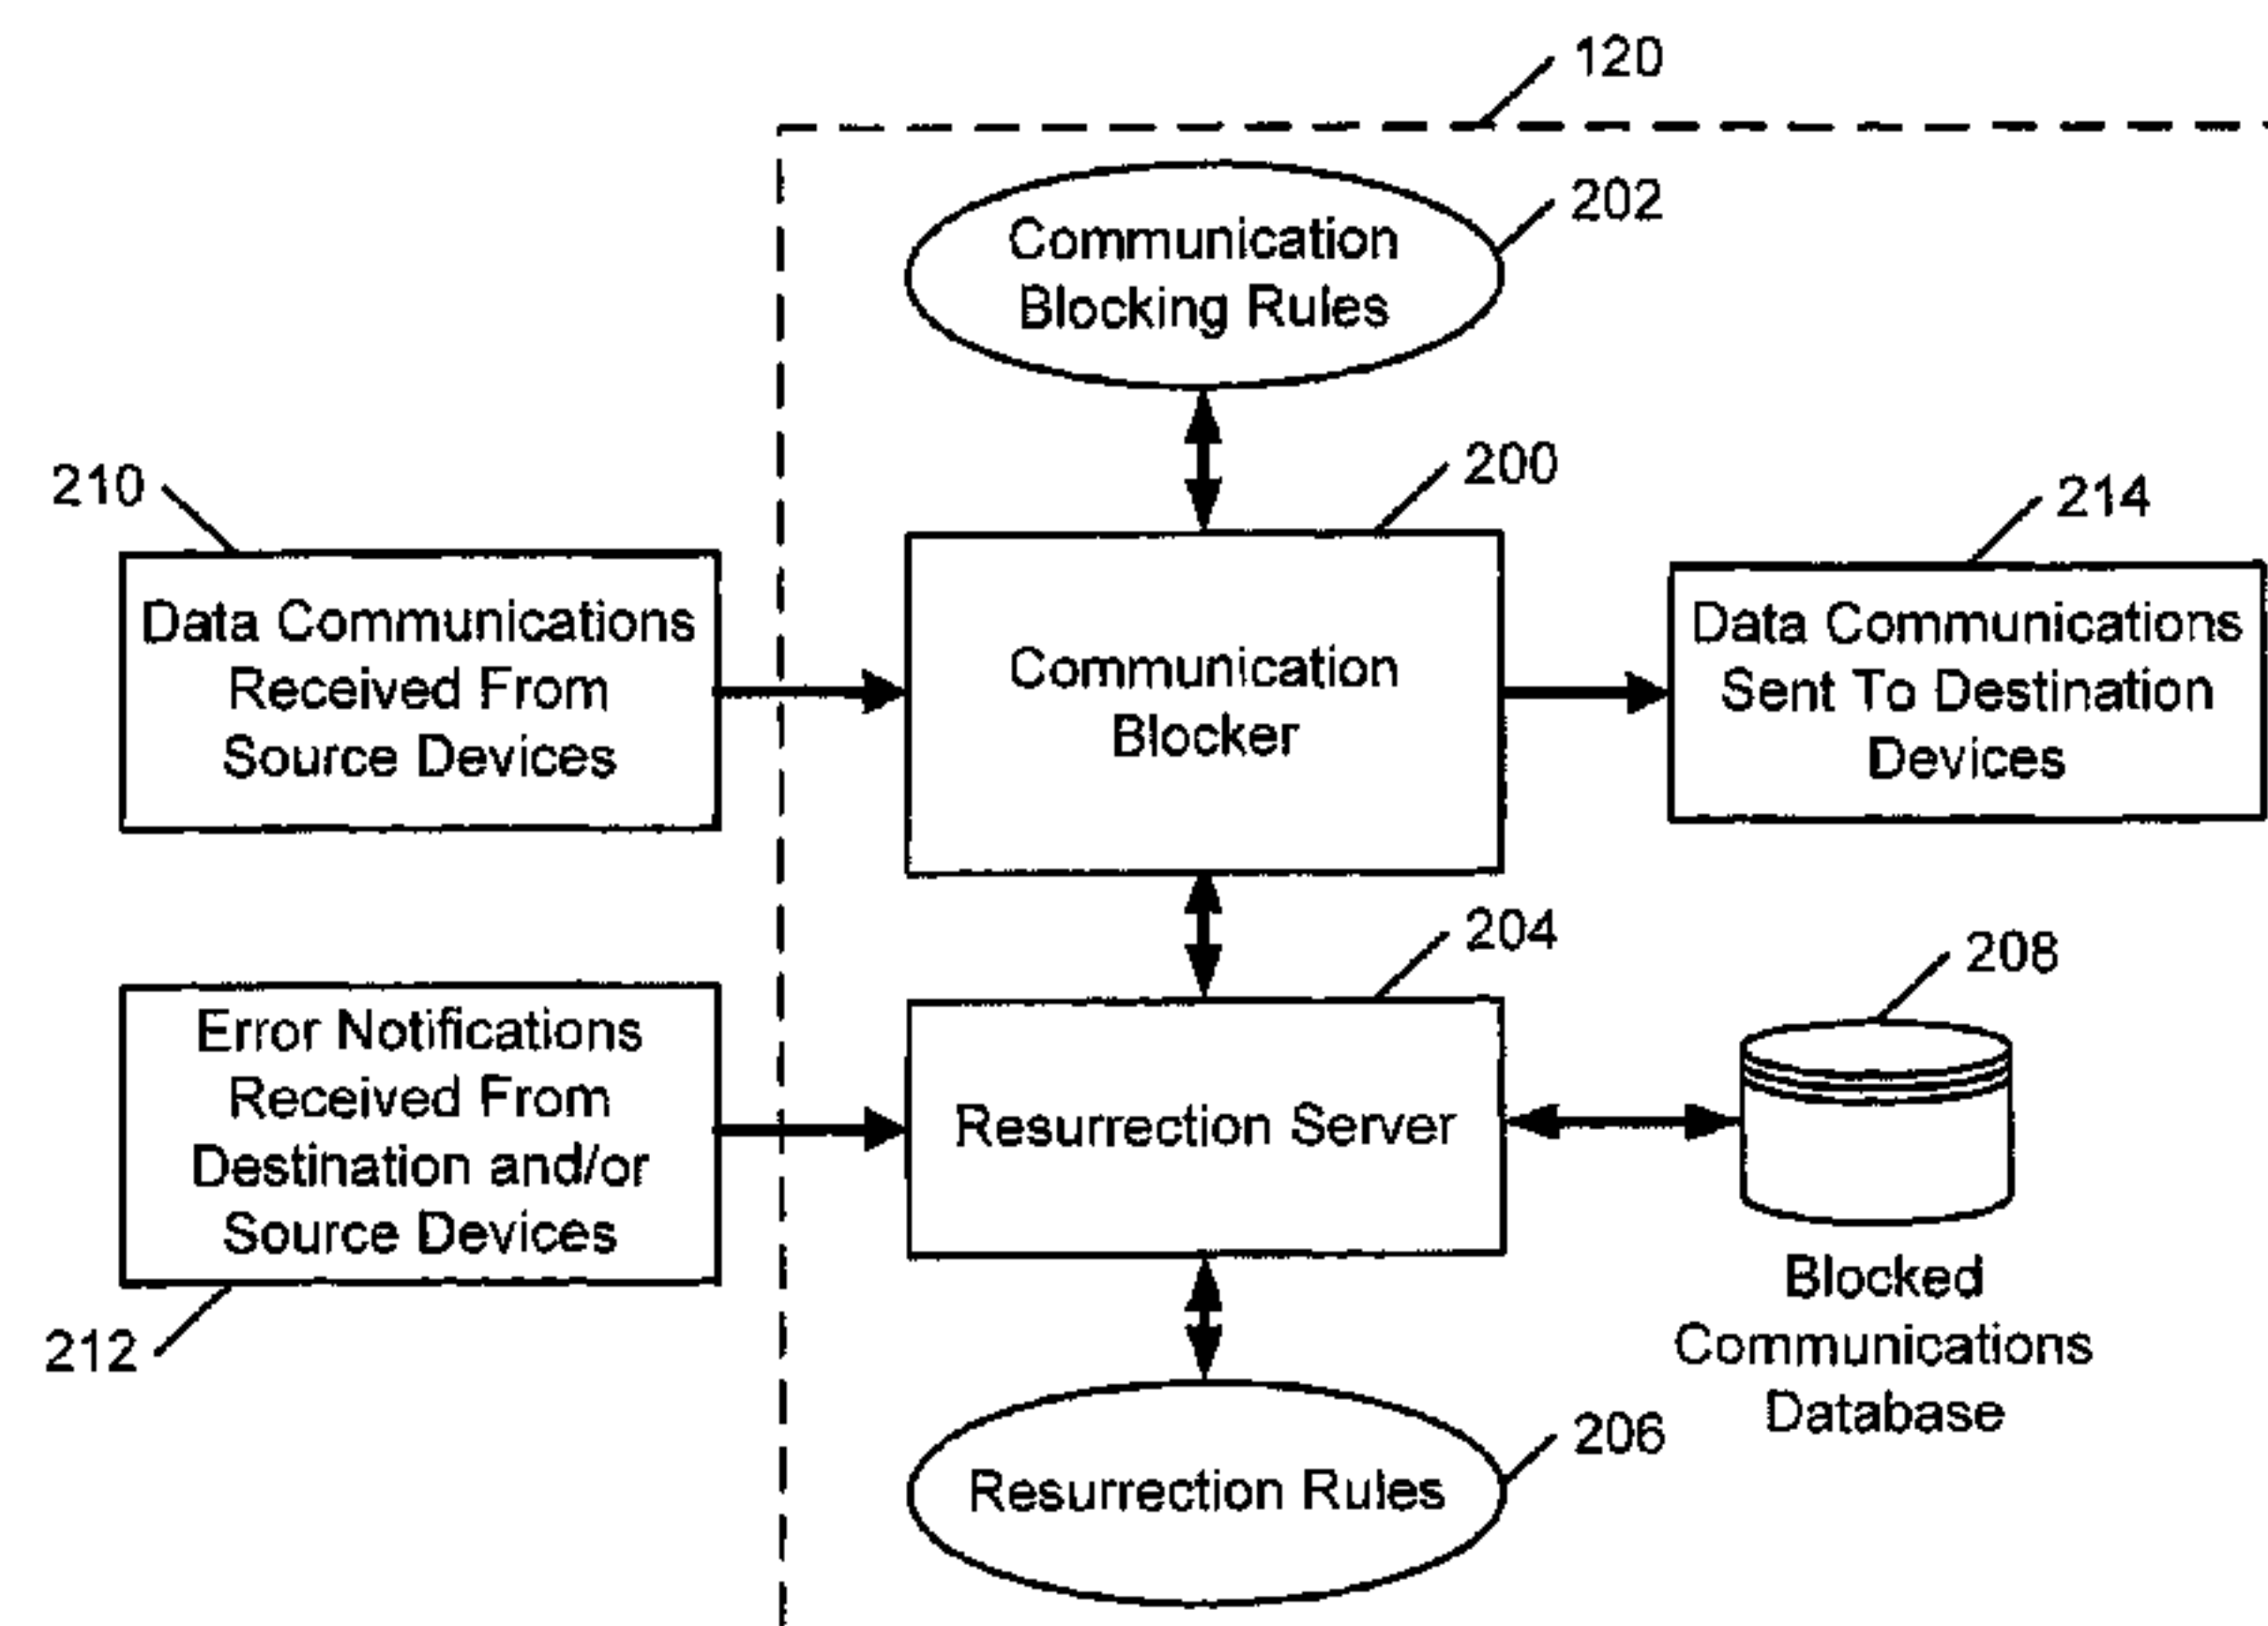 120
202
Communication
Blocking Rules
210
200
214
Data Communications
Received From
Source Devices
Communication
Blocker
Data Communications
Sent To Destination
Devices
204
208
Error Notifications
Received From
Destination and/or
Source Devices
212
Resurrection Server
Blocked
Communications
Database
206
Resurrection Rules